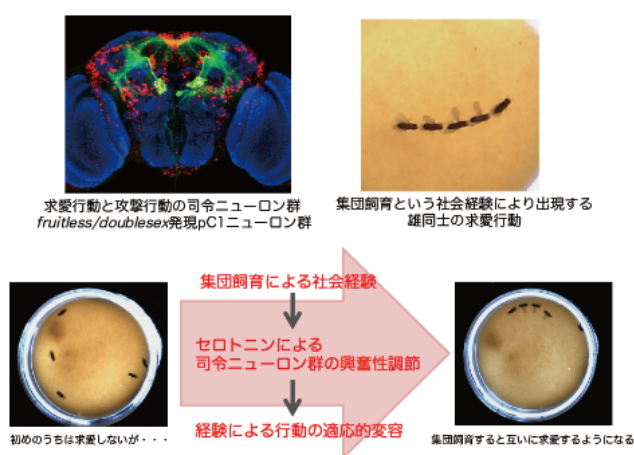 求愛行動と攻撃行動の司令ニューロン群
fruitless/doublesex発現pC1ニューロン群
集団飼育という社会経験により出現する
雄同士の求愛行動
集団飼育による社会経験
セロトニンによる
司令ニューロン群の興奮性調節
経験による行動の適応的変容
初めのうちは求愛しないが・・・
集団飼育すると互いに求愛するようになる